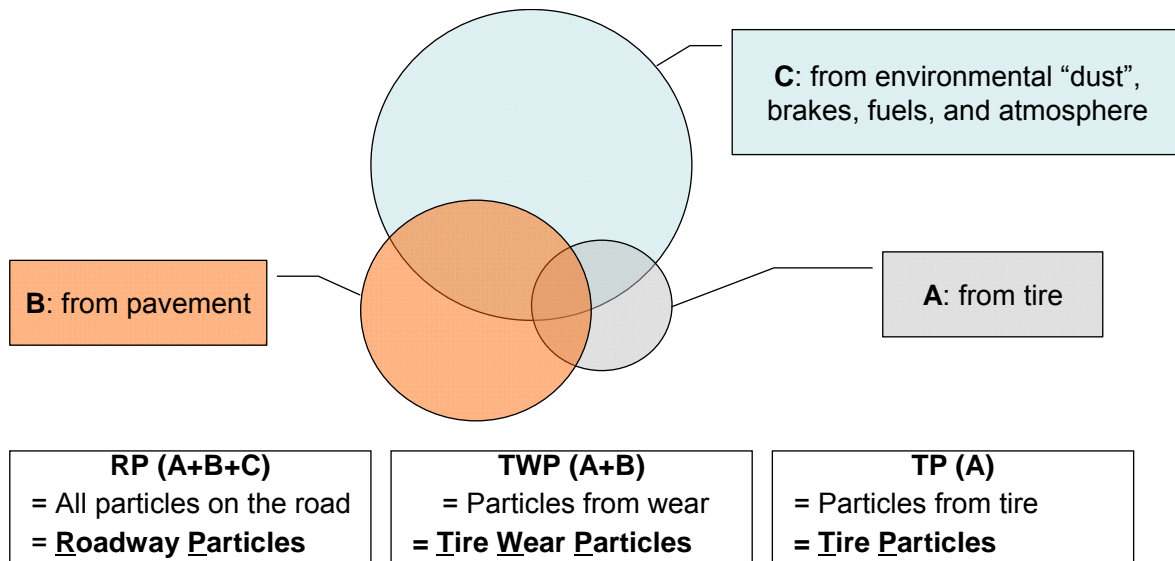 C: from environmental “dust”,
brakes, fuels, and atmosphere
B: from pavement
A: from tire
RP (A+B+C)
= All particles on the road
= Roadway Particles
TWP (A+B)
= Particles from wear
= Tire Wear Particles
TP (A)
= Particles from tire
= Tire Particles